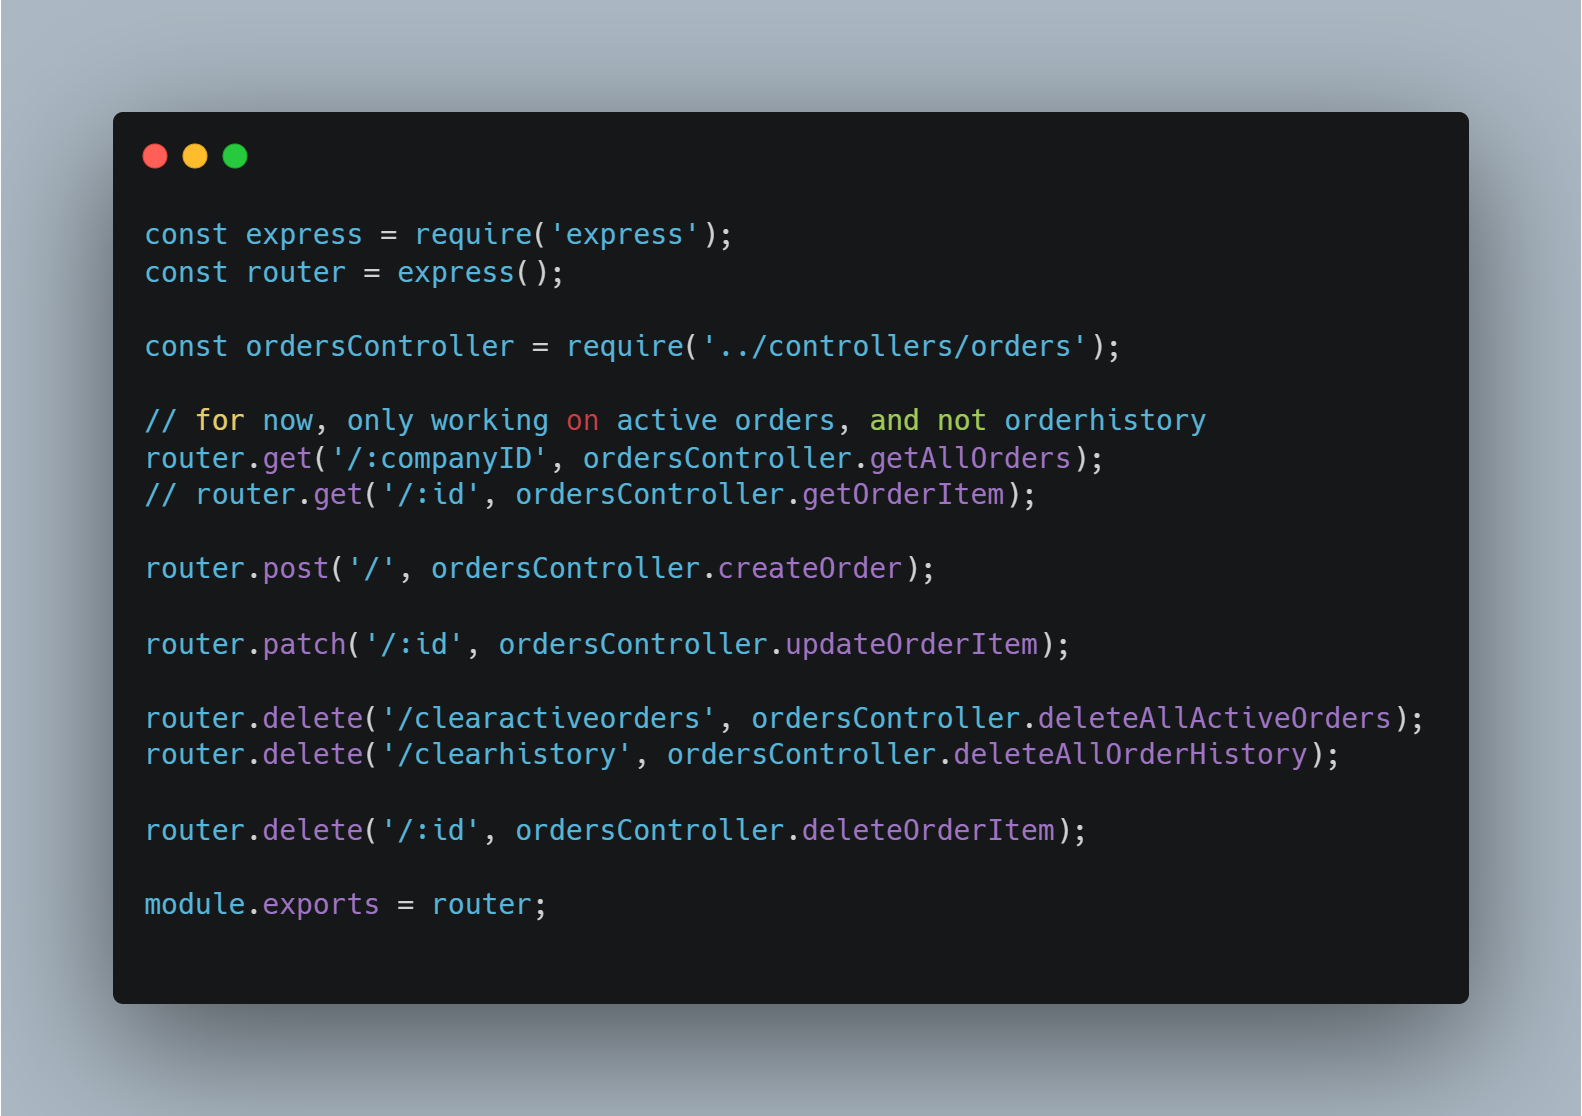 const express = require('express');
const router = express();
const ordersController = require('../controllers/orders');
// for now, only working on active orders, and not orderhistory
router.get('/:companyID', ordersController.getAllOrders);
// router.get('/:id', ordersController.getOrderItem);
router.post('/', ordersController.createOrder);
router.patch('/:id', ordersController.updateOrderItem);
router.delete('/clearactiveorders', ordersController.deleteAllActiveOrders);
router.delete('/clearhistory', ordersController.deleteAllOrderHistory);
router.delete('/:id', ordersController.deleteOrderItem);
module.exports = router;